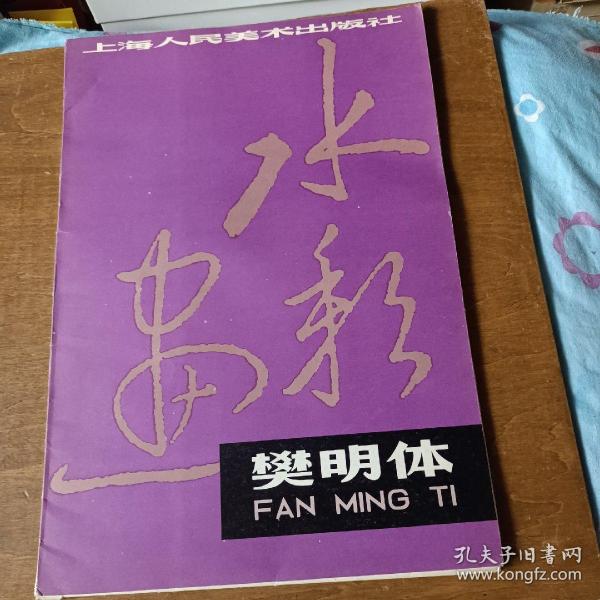 上海人民美术出版社
水彩
画
樊明体
FAN MING TI
孔夫子旧书网
www.kongfz.com